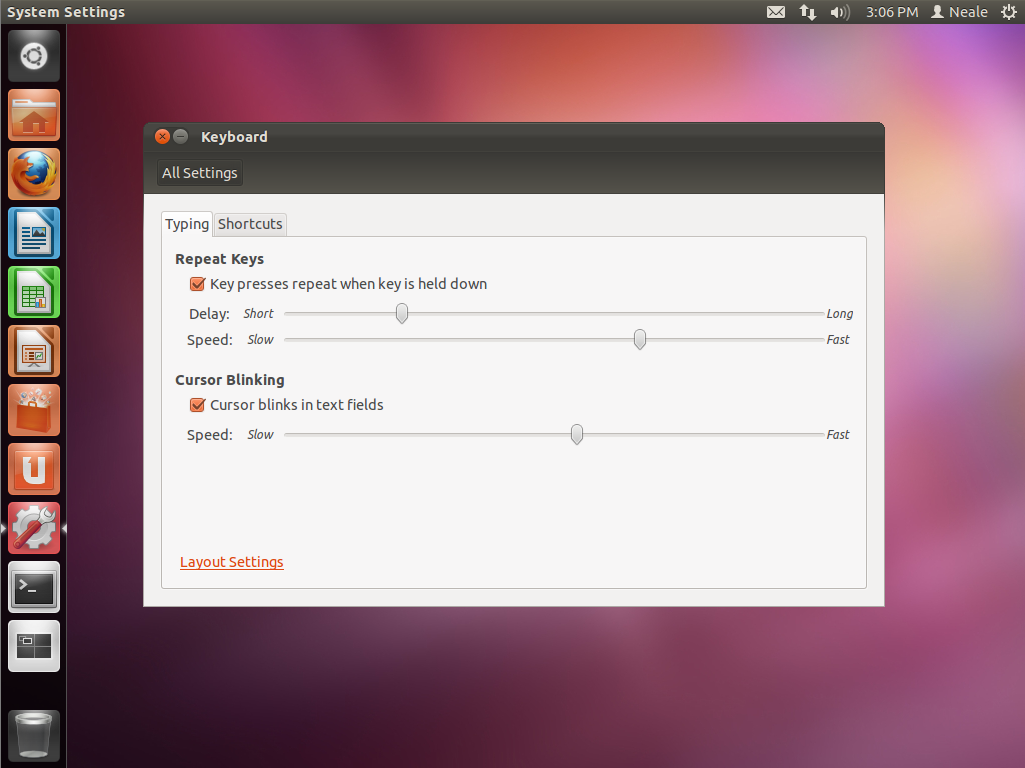 System Settings 3:06 PM Neale
Keyboard
All Settings
Typing Shortcuts
Repeat Keys
Key presses repeat when key is held down
Delay: Short Long
Speed: Slow Fast
Cursor Blinking
Cursor blinks in text fields
Speed: Slow Fast
Layout Settings